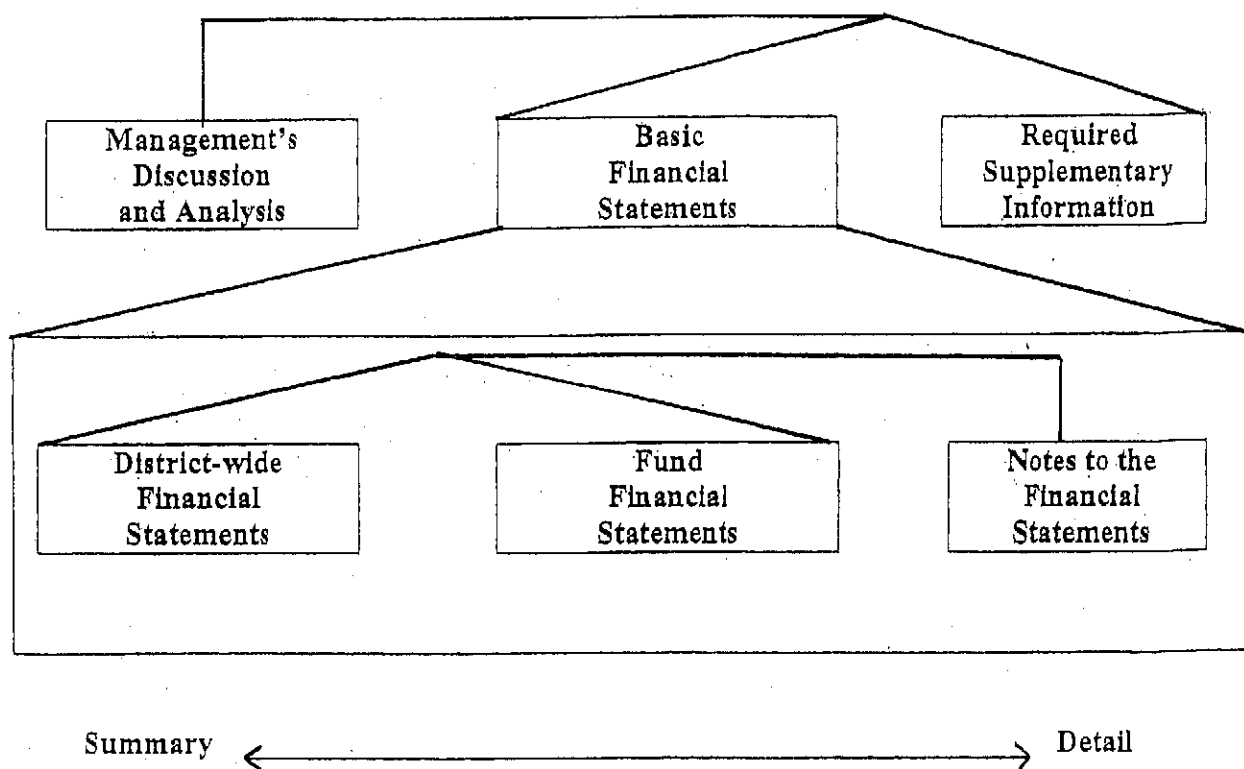 Management's
Discussion
and Analysis
Basic
Financial
Statements
Required
Supplementary
Information
District-wide
Financial
Statements
Fund
Financial
Statements
Notes to the
Financial
Statements
Summary
Detail